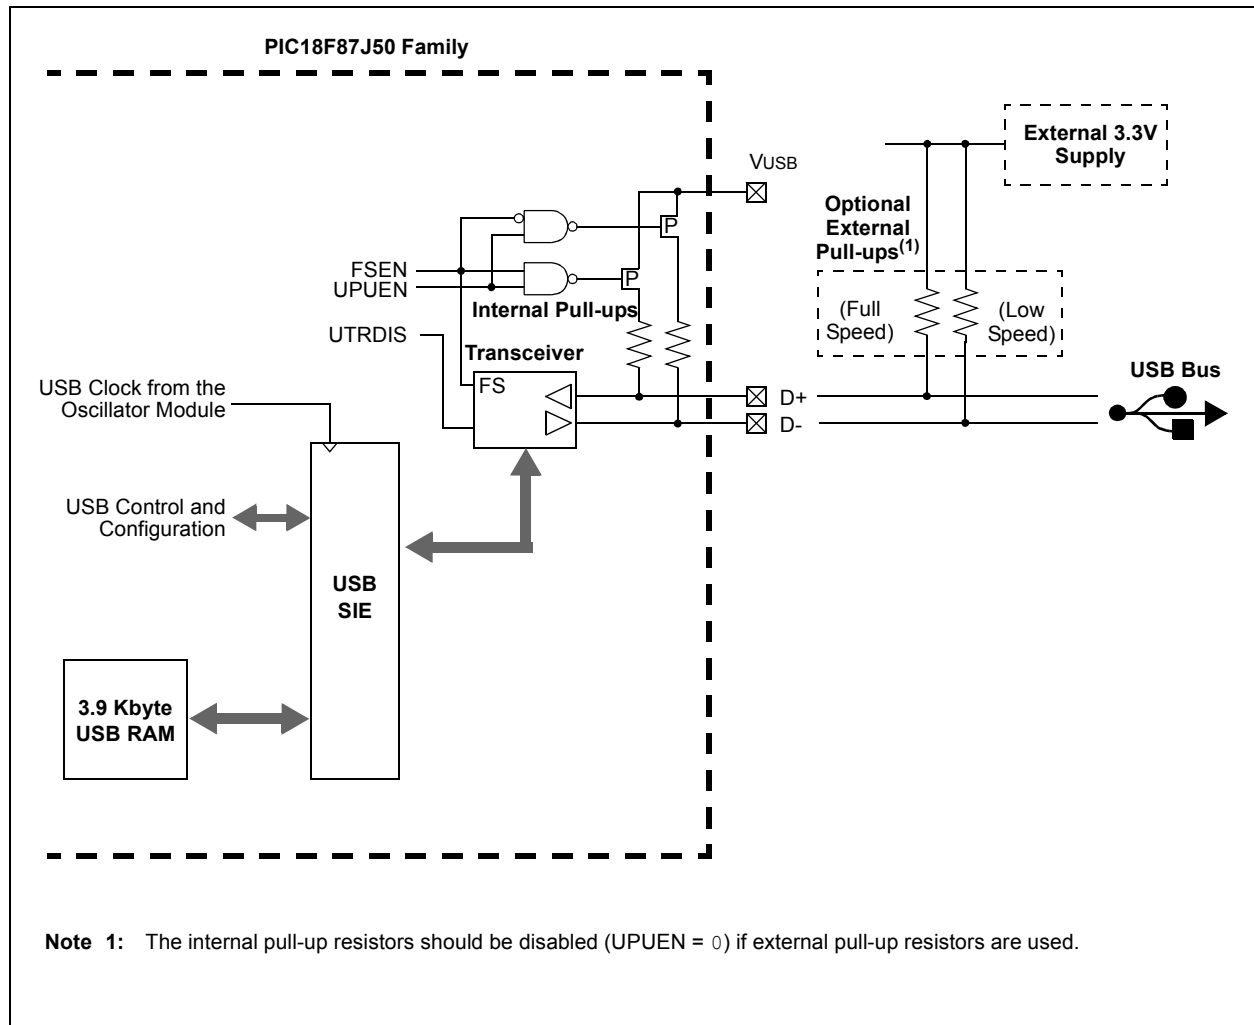 PIC18F87J50 Family
External 3.3V
Supply
VUSB
Optional
External
Pull-ups(1)
P
P
FSEN
UPUEN
Internal Pull-ups
(Full
Speed)
(Low
Speed)
UTRDIS
Transceiver
FS
USB Clock from the
Oscillator Module
D+
D-
USB Bus
USB Control and
Configuration
USB
SIE
3.9 Kbyte
USB RAM
Note 1: The internal pull-up resistors should be disabled (UPUEN = 0) if external pull-up resistors are used.